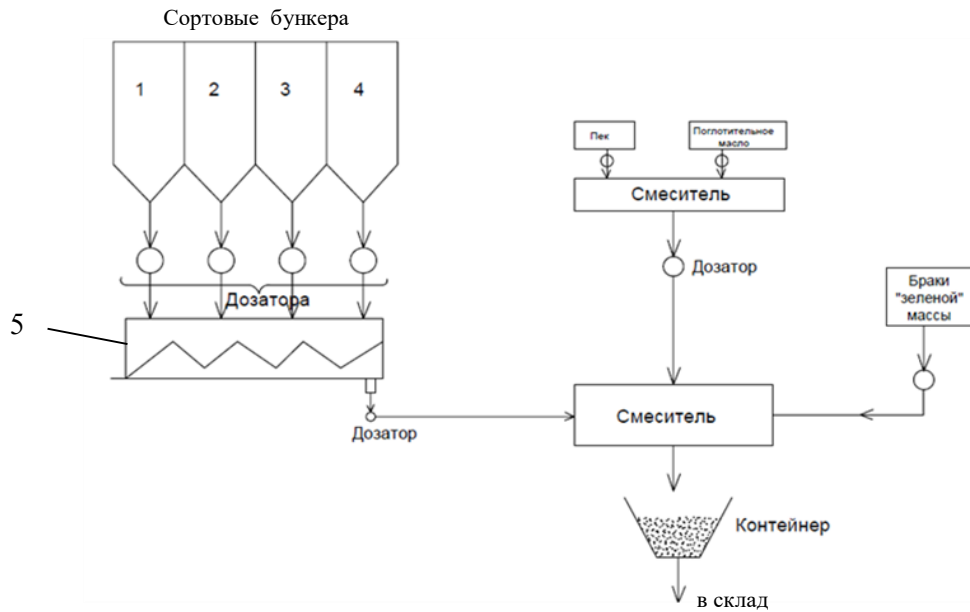 Сортовые бункера
1
2
3
4
Пек
Поглотительное
масло
Смеситель
Дозатор
Дозатора
Браки
"зеленой"
массы
5
Смеситель
Дозатор
Контейнер
в склад